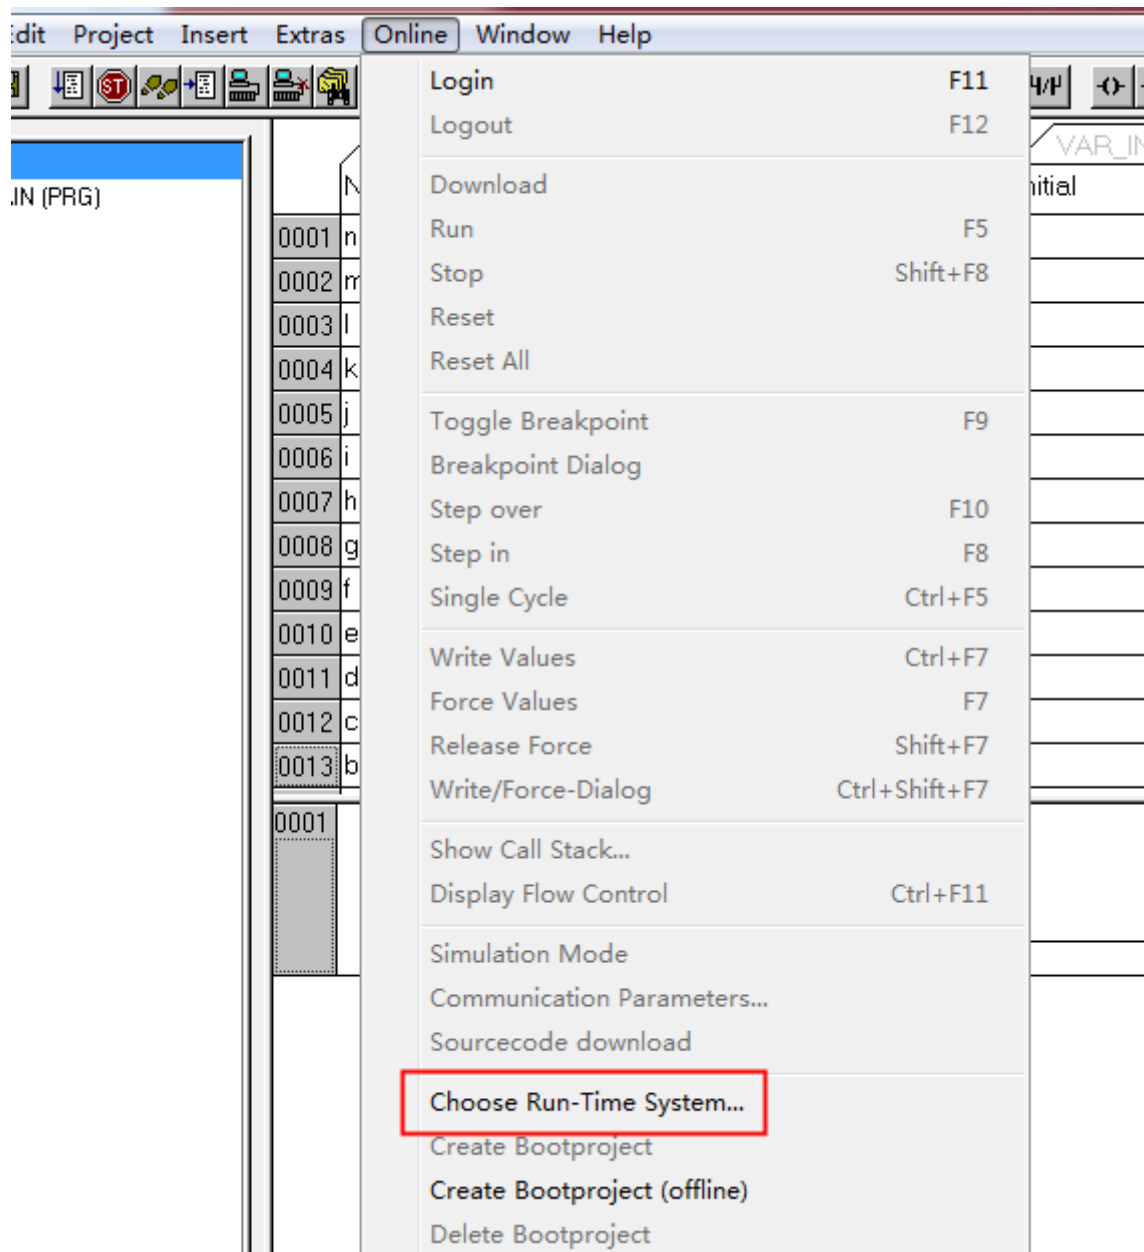 dit Project Insert Extras Online Window Help
ST
Login F11
Logout F12
VAR_IN
Download
nitial
IN (PRG)
Run F5
0001 n
Stop Shift+F8
0002 m
Reset
0003 l
Reset All
0004 k
Toggle Breakpoint F9
0005 j
Breakpoint Dialog
0006 i
Step over F10
0007 h
Step in F8
0008 g
Single Cycle Ctrl+F5
0009 f
0010 e
Write Values Ctrl+F7
0011 d
Force Values F7
0012 c
Release Force Shift+F7
0013 b
Write/Force-Dialog Ctrl+Shift+F7
0001
Show Call Stack...
Display Flow Control Ctrl+F11
Simulation Mode
Communication Parameters...
Sourcecode download
Choose Run-Time System...
Create Bootproject
Create Bootproject (offline)
Delete Bootproject